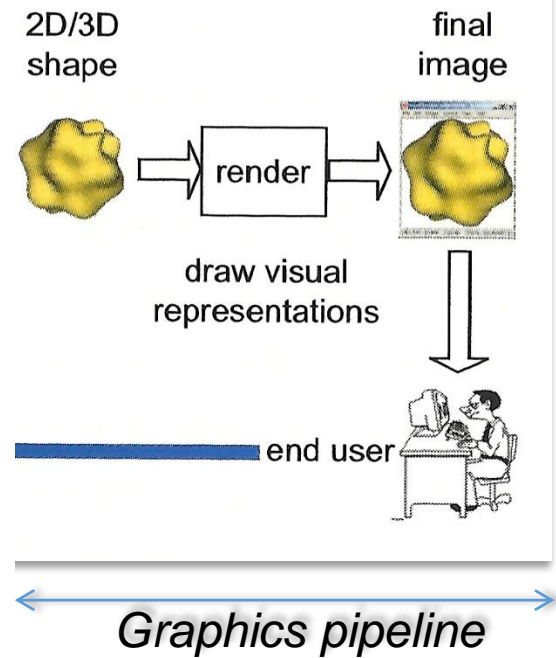 2D/3D
shape
final
image
render
draw visual
representations
end user
Graphics pipeline